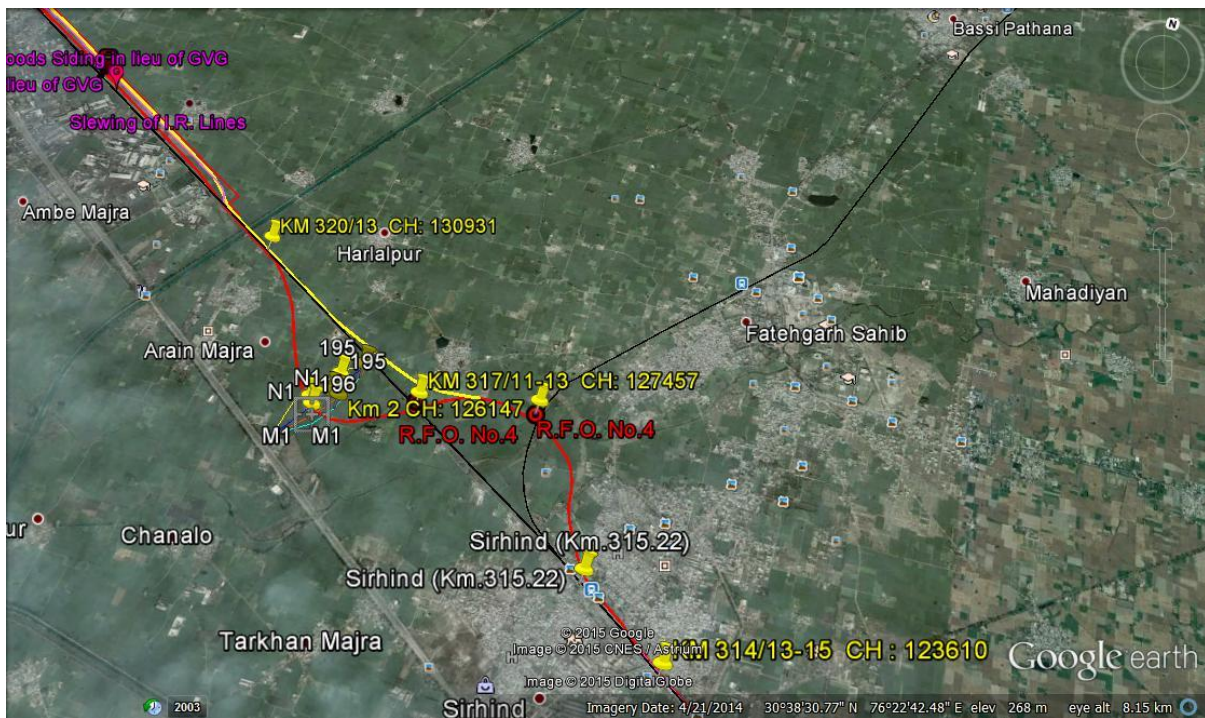 N
Bassi Pathana
oods Siding in lieu of GVG
lieu of GVG
Slewing of I.R. Lines
Ambe Majra
KM 320/13 CH: 130931
Harlalpur
Mahadiyan
Fatehgarh Sahib
Arain Majra
195
195
N1
N1
196
KM 317/11-13 CH: 127457
Km 2 CH: 126147
M1
M1
R.F.O. No.4
R.F.O. No.4
ur
Chanalo
Sirhind (Km.315.22)
Sirhind (Km.315.22)
Tarkhan Majra
© 2015 Google
Image © 2015 CNES / Astrium
KM 314/13-15 CH : 123610
Google earth
Image © 2015 DigitalGlobe
Sirhind
2003
Imagery Date: 4/21/2014 30°38'30.77" N 76°22'42.48" E elev 268 m eye alt 8.15 km